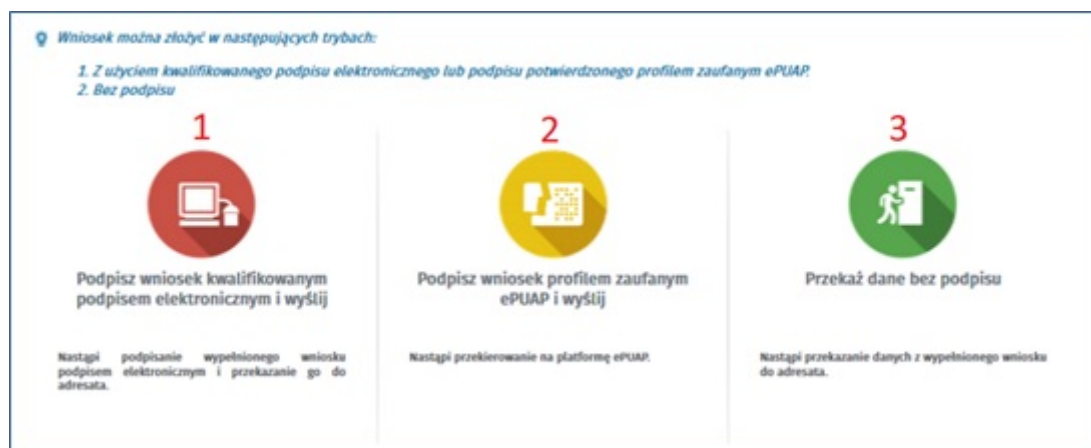 Wniosek można złożyć w następujących trybach:
1. Z użyciem kwalifikowanego podpisu elektronicznego lub podpisu potwierdzonego profilem zaufanym ePUAP.
2. Bez podpisu
1
2
3
Podpisz wniosek kwalifikowanym
podpisem elektronicznym i wyślij
Podpisz wniosek profilem zaufanym
ePUAP i wyślij
Przekaż dane bez podpisu
Nastąpi podpisanie wypełnionego wniosku
podpisem elektronicznym i przekazanie go do
adresata.
Nastąpi przekierowanie na platformę ePUAP.
Nastąpi przekazanie danych z wypełnionego wniosku
do adresata.